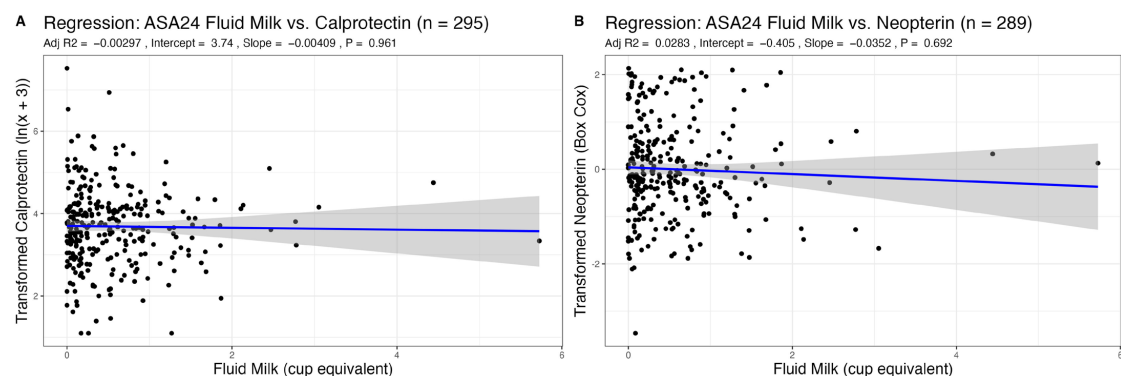 A Regression: ASA24 Fluid Milk vs. Calprotectin (n = 295)
Adj R2 = −0.00297 , Intercept = 3.74 , Slope = −0.00409 , P = 0.961
Transformed Calprotectin (ln(x + 3))
6
4
2
0 2 4 6
Fluid Milk (cup equivalent)
B Regression: ASA24 Fluid Milk vs. Neopterin (n = 289)
Adj R2 = 0.0283 , Intercept = −0.405 , Slope = −0.0352 , P = 0.692
Transformed Neopterin (Box Cox)
2
0
-2
0 2 4 6
Fluid Milk (cup equivalent)